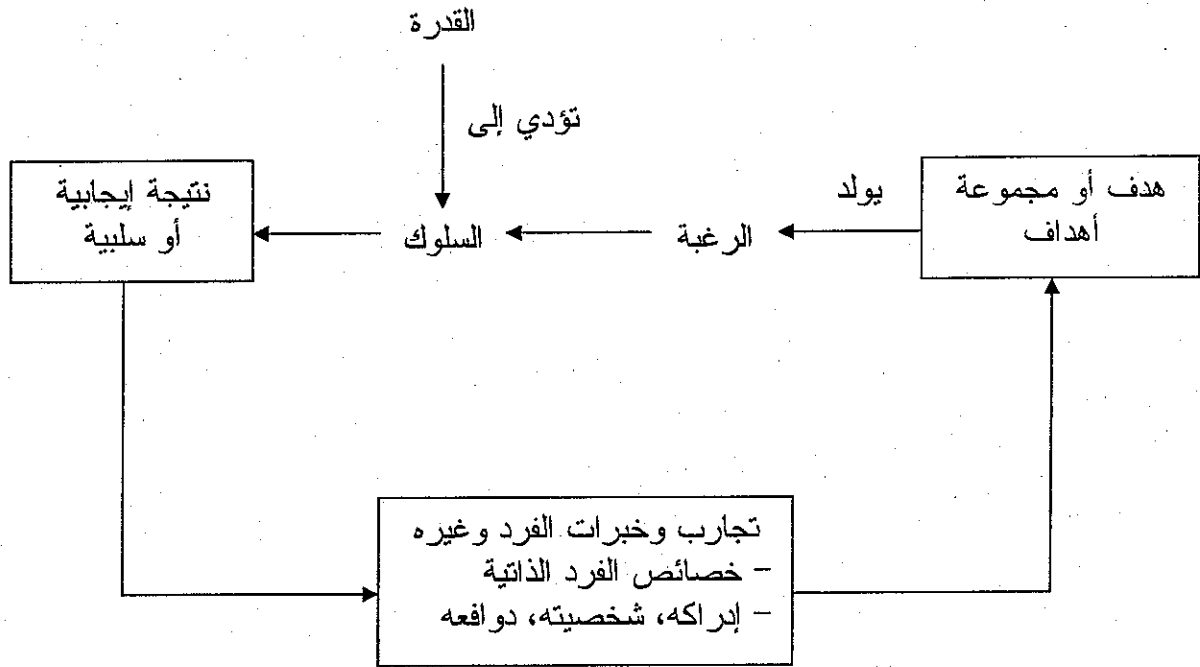 القدرة
تؤدي إلى
هدف أو مجموعة
أهداف
يولد
الرغبة
السلوك
نتيجة إيجابية
أو سلبية
تجارب وخبرات الفرد وغيره
- خصائص الفرد الذاتية
- إدراكه، شخصيته، دوافعه